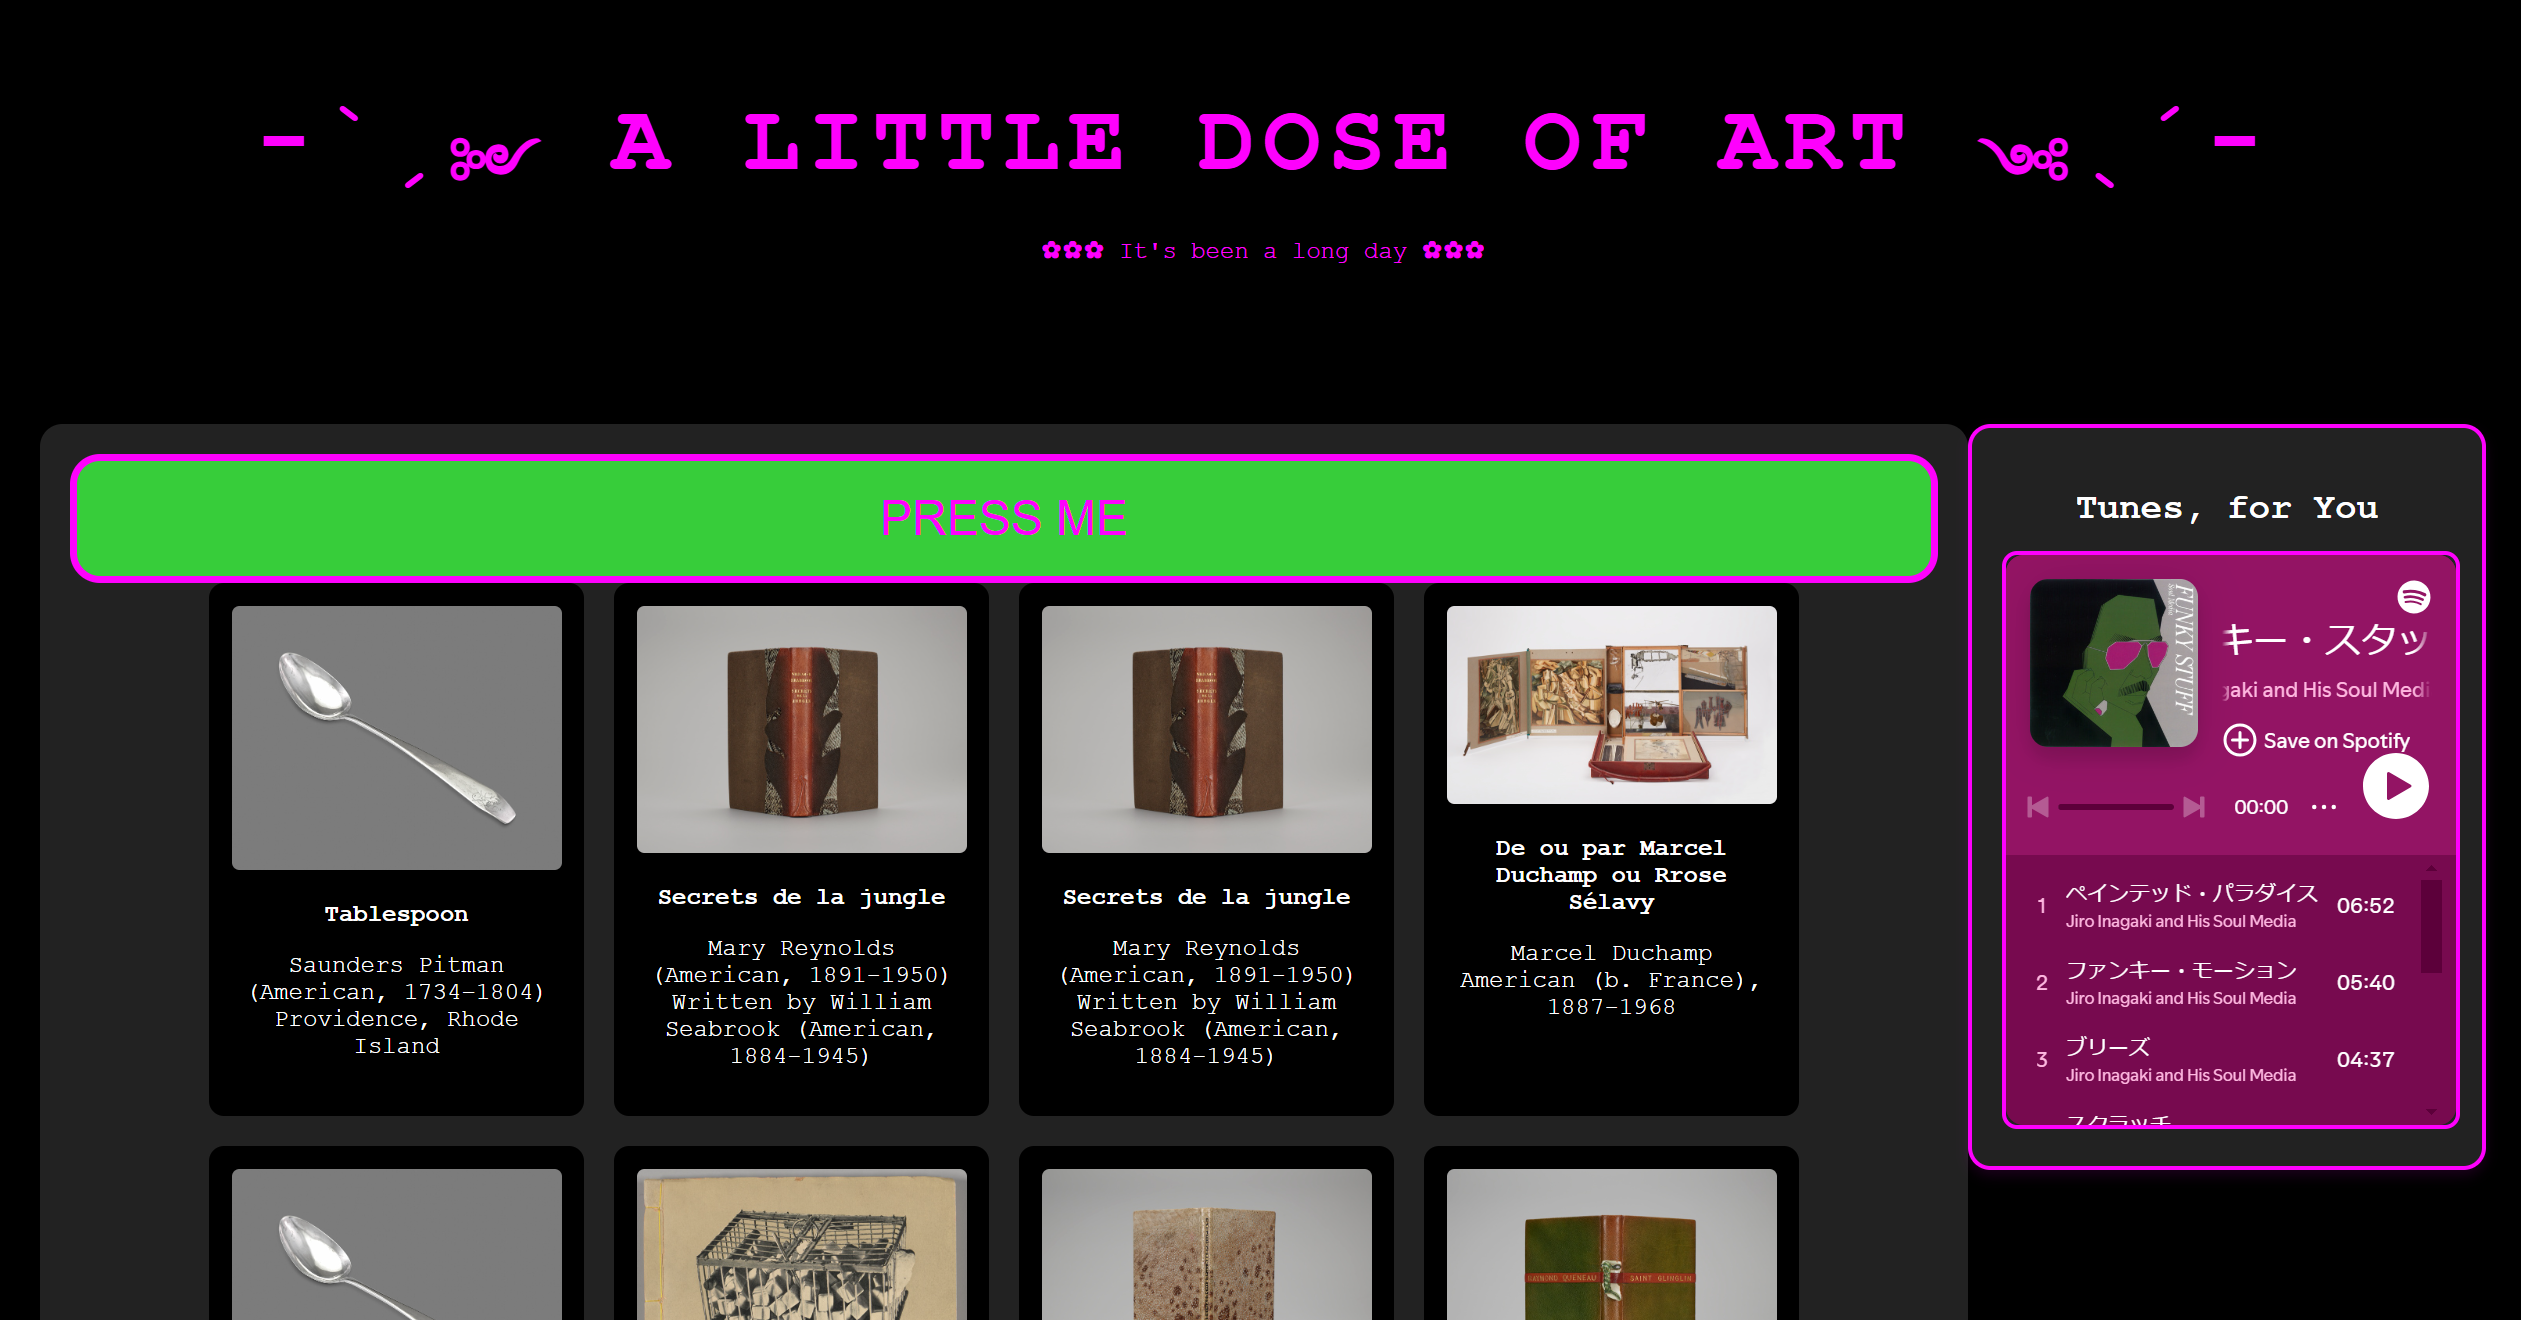 A LITTLE DOSE OF ART
✿✿✿ It's been a long day ✿✿✿
PRESS ME
Tablespoon
Saunders Pitman
(American, 1734–1804)
Providence, Rhode
Island
Secrets de la jungle
Mary Reynolds
(American, 1891–1950)
Written by William
Seabrook (American,
1884–1945)
Secrets de la jungle
Mary Reynolds
(American, 1891–1950)
Written by William
Seabrook (American,
1884–1945)
De ou par Marcel
Duchamp ou Rrose
Sélavy
Marcel Duchamp
American (b. France),
1887–1968
RAYMOND QUENEAU
SAINT GLINGLIN
Tunes, for You
FUNKY STUFF
キー・スタッ
gaki and His Soul Medi
Save on Spotify
00:00
1 ペインテッド・パラダイス 06:52
Jiro Inagaki and His Soul Media
2 ファンキー・モーション 05:40
Jiro Inagaki and His Soul Media
3 ブリーズ 04:37
Jiro Inagaki and His Soul Media
スクラッチ